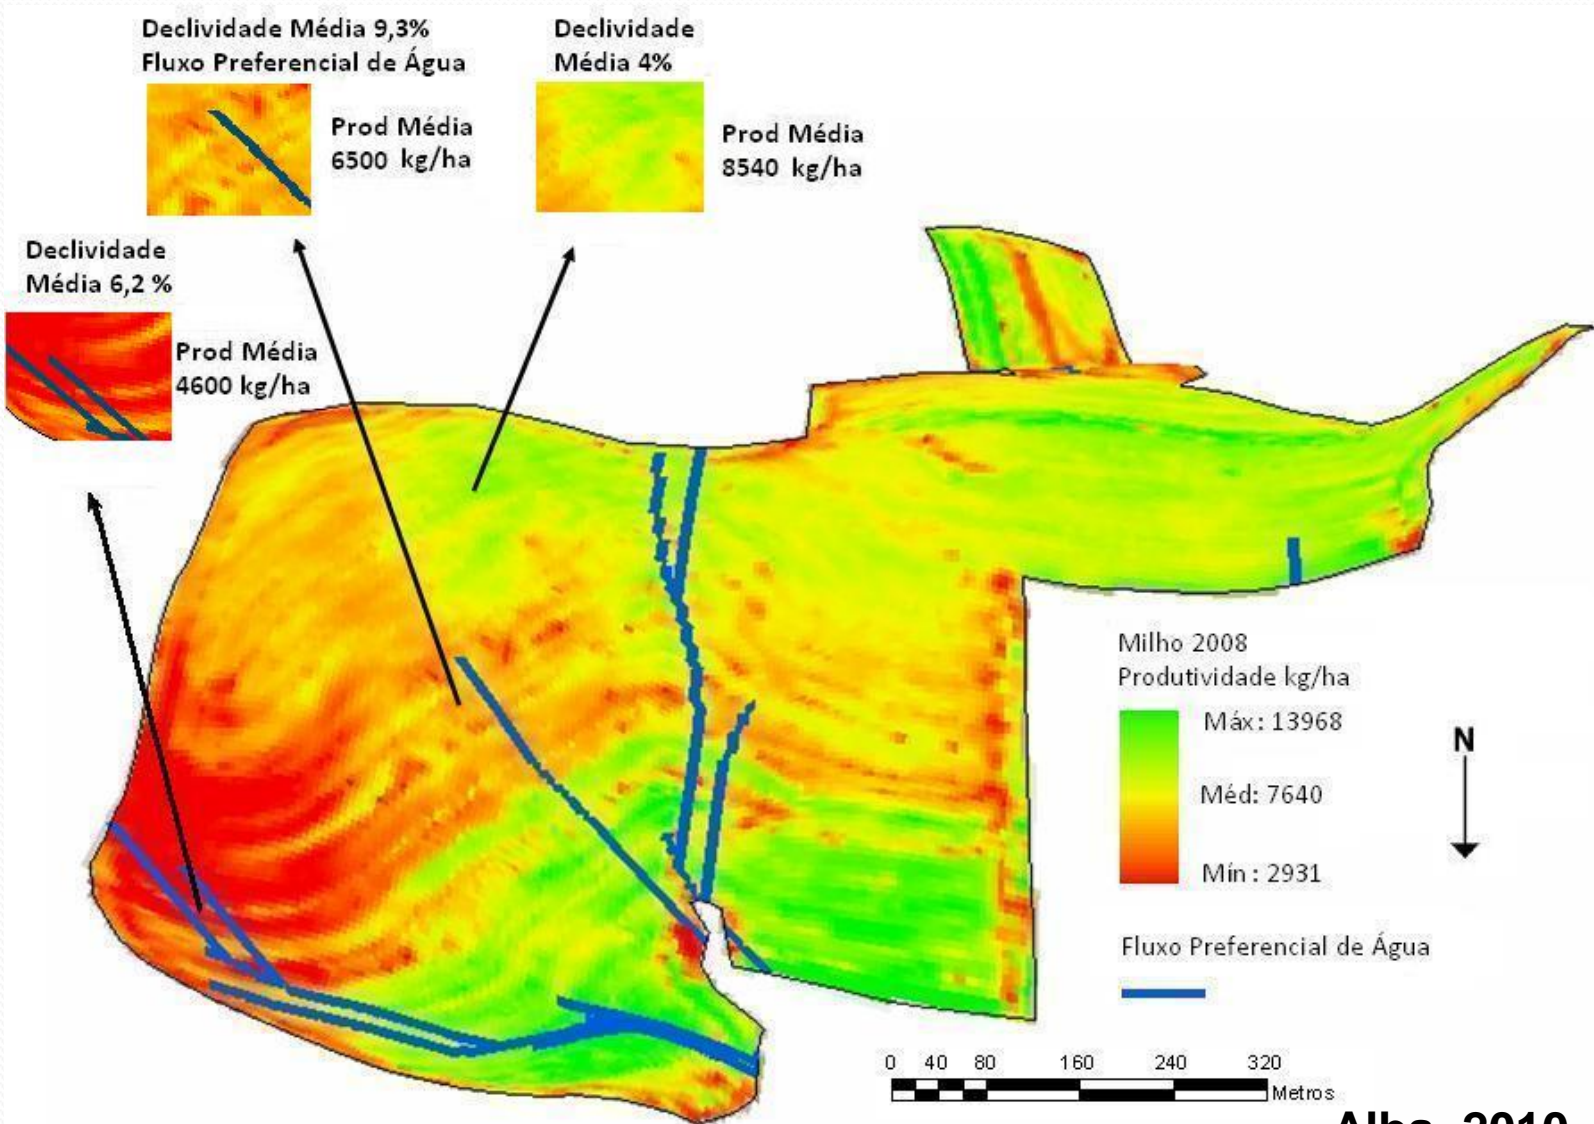 Declividade Média 9,3%
Fluxo Preferencial de Água
Prod Média
6500 kg/ha
Declividade
Média 4%
Prod Média
8540 kg/ha
Declividade
Média 6,2 %
Prod Média
4600 kg/ha
Milho 2008
Produtividade kg/ha
Máx: 13968
Méd: 7640
Mín : 2931
N
Fluxo Preferencial de Água
0 40 80 160 240 320
Metros